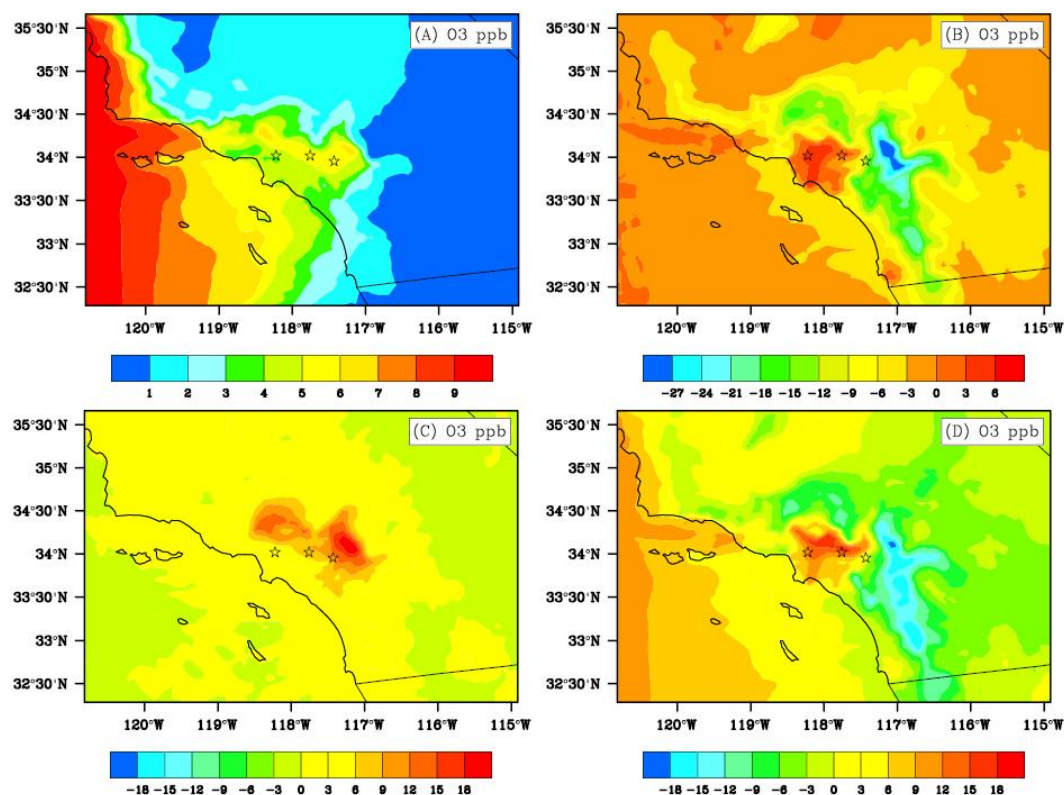 (A) O3 ppb
35°30'N
35°N
34°30'N
34°N
33°30'N
33°N
32°30'N
120°W 119°W 118°W 117°W 116°W 115°W
1 2 3 4 5 6 7 8 9
(B) O3 ppb
35°30'N
35°N
34°30'N
34°N
33°30'N
33°N
32°30'N
120°W 119°W 118°W 117°W 116°W 115°W
-27 -24 -21 -18 -15 -12 -9 -6 -3 0 3 6
(C) O3 ppb
35°30'N
35°N
34°30'N
34°N
33°30'N
33°N
32°30'N
120°W 119°W 118°W 117°W 116°W 115°W
-18 -15 -12 -9 -6 -3 0 3 6 9 12 15 18
(D) O3 ppb
35°30'N
35°N
34°30'N
34°N
33°30'N
33°N
32°30'N
120°W 119°W 118°W 117°W 116°W 115°W
-18 -15 -12 -9 -6 -3 0 3 6 9 12 15 18